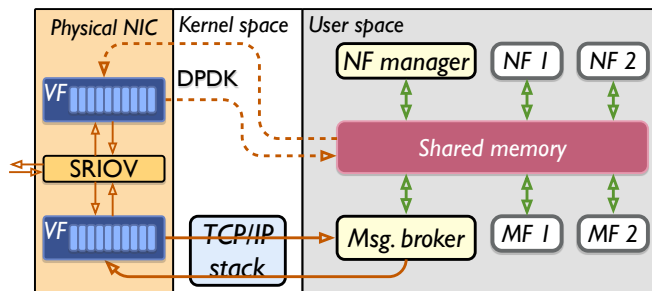 Physical NIC
Kernel space
User space
VF
DPDK
NF manager
NF 1
NF 2
Shared memory
SRIOV
VF
TCP/IP
stack
Msg. broker
MF 1
MF 2